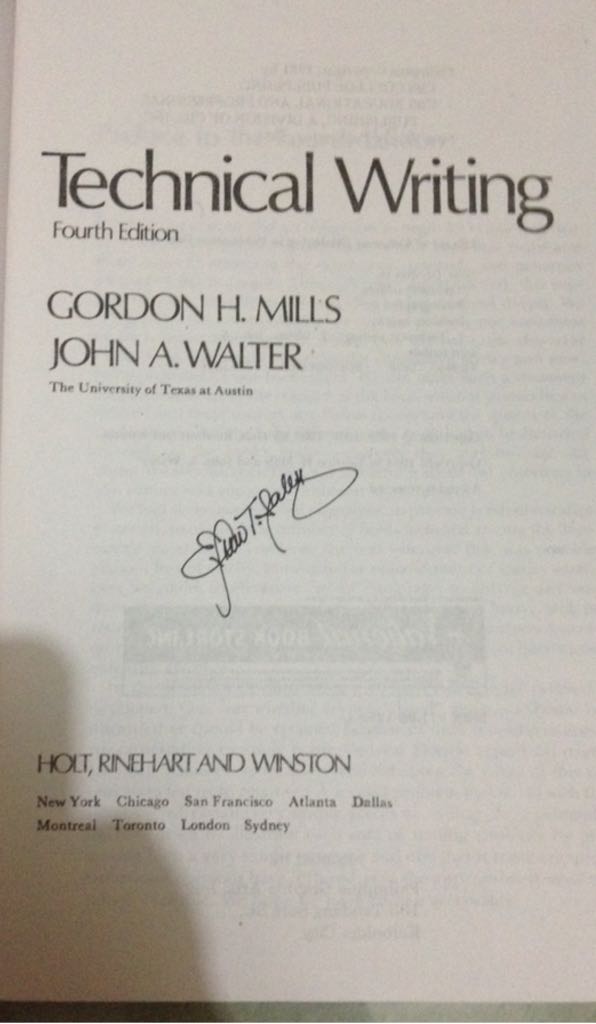 Technical Writing
Fourth Edition
GORDON H. MILLS
JOHN A. WALTER
The University of Texas at Austin
HOLT, RINEHART AND WINSTON
New York Chicago San Francisco Atlanta Dallas
Montreal Toronto London Sydney